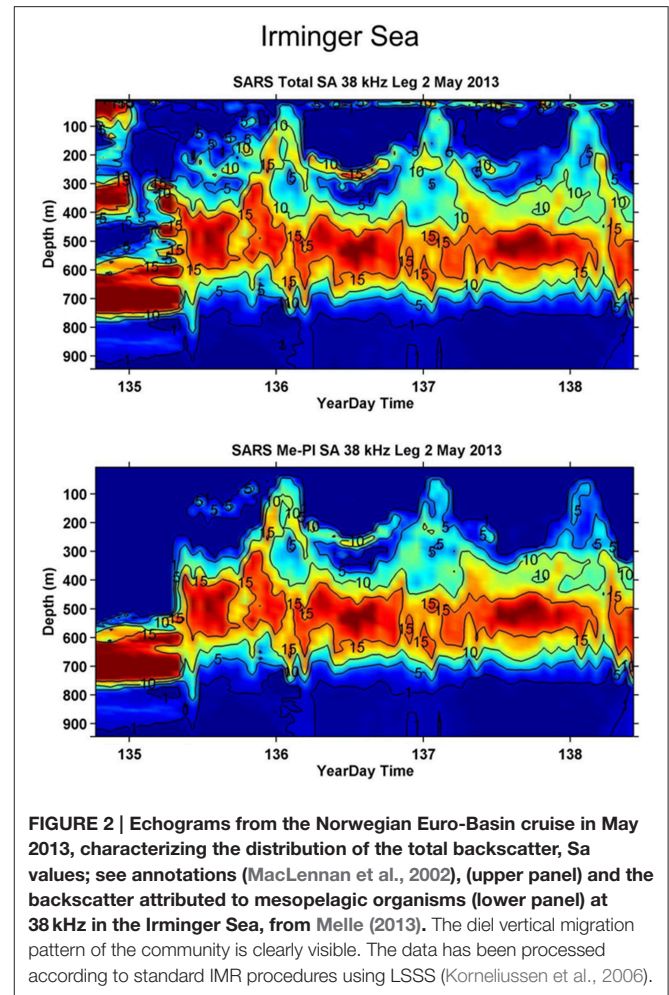 Irminger Sea
SARS Total SA 38 kHz Leg 2 May 2013
Depth (m)
100
200
300
400
500
600
700
800
900
135 136 137 138
YearDay Time
SARS Me-Pl SA 38 kHz Leg 2 May 2013
Depth (m)
100
200
300
400
500
600
700
800
900
135 136 137 138
YearDay Time
FIGURE 2 | Echograms from the Norwegian Euro-Basin cruise in May
2013, characterizing the distribution of the total backscatter, Sa
values; see annotations (MacLennan et al., 2002), (upper panel) and the
backscatter attributed to mesopelagic organisms (lower panel) at
38 kHz in the Irminger Sea, from Melle (2013). The diel vertical migration
pattern of the community is clearly visible. The data has been processed
according to standard IMR procedures using LSSS (Korneliussen et al., 2006).